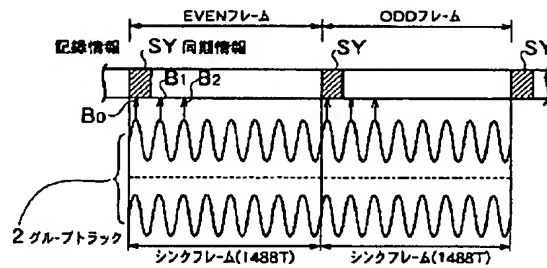 EVENフレーム ODDフレーム
記録情報 SY 同期情報 SY SY
B0 B1 B2
2 グルーブトラック
シンクフレーム(1488T) シンクフレーム(1488T)